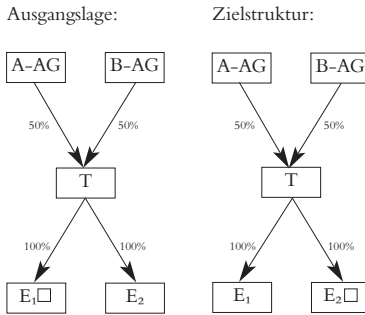 Ausgangslage: Zielstruktur:
A-AG B-AG A-AG B-AG
50% 50% 50% 50%
T T
100% 100% 100% 100%
E₁□ E₂ E₁ E₂□